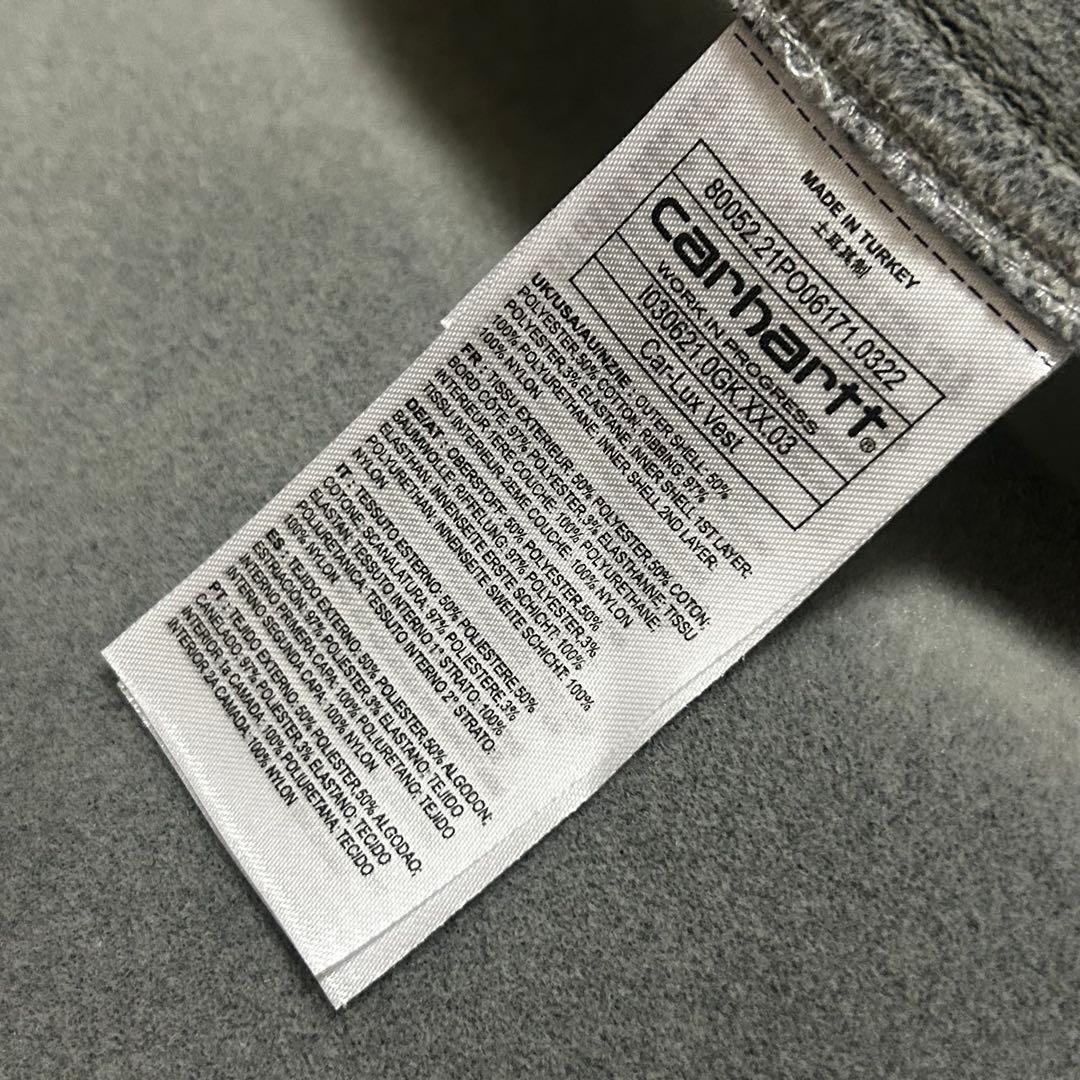 MADE IN TURKEY
土耳其制
80052.21PO06171.0322
carhartt®
WORK IN PROGRESS
I030621.0GK.XX.03
Car-Lux Vest
UK/USA/AU/NZ/IE : OUTER SHELL: 50%
POLYESTER.50% COTTON; RIBBING: 97%
POLYESTER.3% ELASTANE; INNER SHELL 1STLAYER.
100% POLYURETHANE; INNER SHELL 2ND LAYER.
100% NYLON
FR : TISSU EXTERIEUR: 50% POLYESTER.50% COTON;
BORD-CÔTE 97% POLYESTER.3% ELASTHANNE; TISSU
INTERIEUR 1ERE COUCHE: 100% POLYURETHANE;
TISSU INTERIEUR 2EME COUCHE: 100% NYLON
DE/AT : OBERSTOFF: 50% POLYESTER.50%
BAUMWOLLE; RIFFELUNG: 97% POLYESTER.3%
ELASTHAN; INNENSEITE ERSTE SCHICHT: 100%
POLYURETHAN; INNENSEITE SWEITE SCHICHT: 100%
NYLON
IT : TESSUTO ESTERNO: 50% POLIESTERE.50%
COTONE; SCANALATURA 97% POLIESTERE.3%
ELASTAN; TESSUTO INTERNO 1° STRATO: 100%
POLIURETANICA; TESSUTO INTERNO 2° STRATO:
100% NYLON
ES : TEJIDO EXTERNO: 50% POLIESTER.50% ALGODON;
ESTRIACION: 97% POLIESTER.3% ELASTANO; TEJIDO
INTERNO PRIMERA CAPA. 100% POLIURETANO; TEJIDO
INTERNO SEGUNDA CAPA. 100% NYLON
PT : TEJIDO EXTERNO: 50% POLIESTER.50% ALGODAO;
CANELADO. 97% POLIESTER.3% ELASTANO; TECIDO
INTERIOR 1a CAMADA. 100% POLIURETANA; TECIDO
INTERIOR 2A CAMADA. 100% NYLON